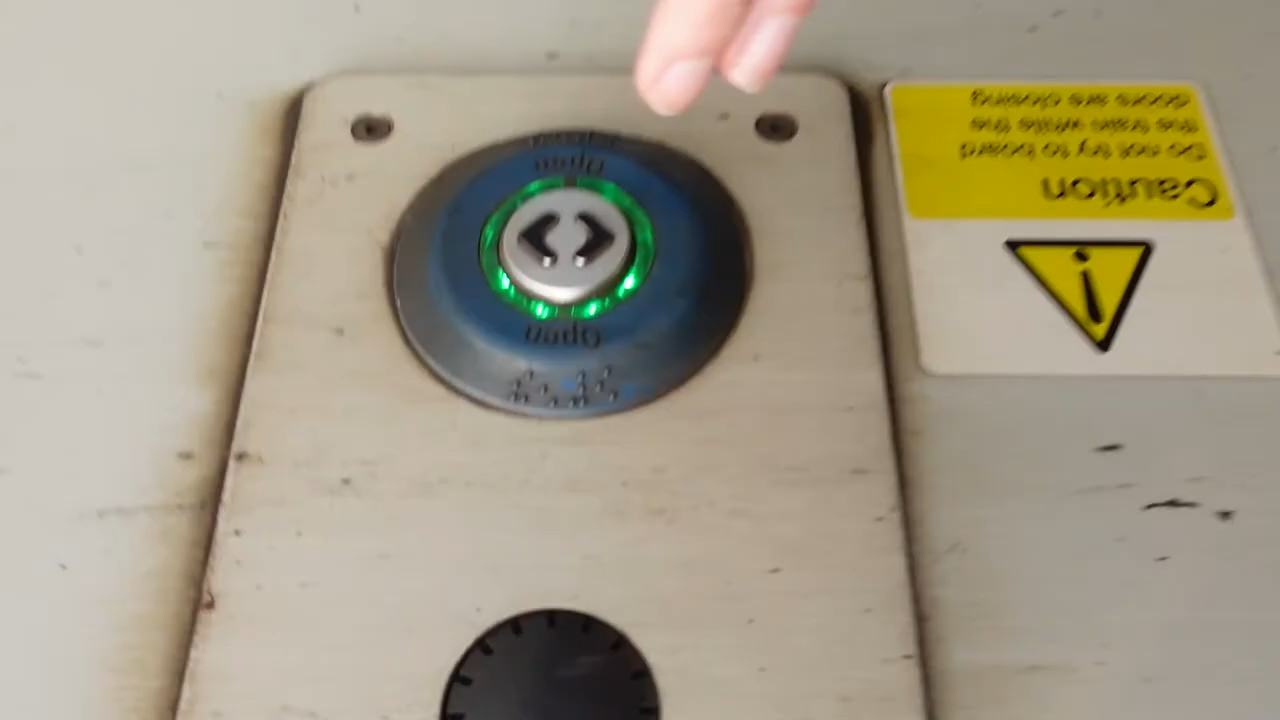 Open
Open
Caution
Do not try to board
the train while the
doors are closing